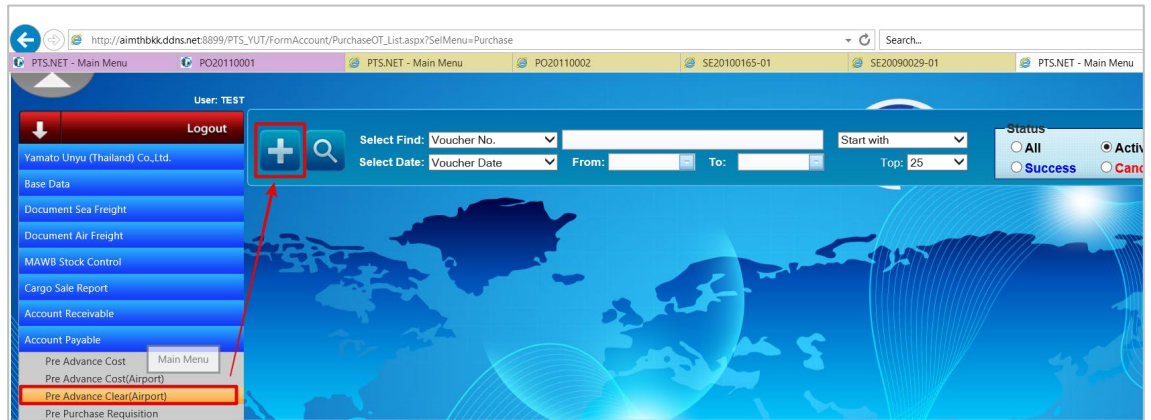 http://aimthbkk.ddns.net:8899/PTS_YUT/FormAccount/PurchaseOT_List.aspx?SelMenu=Purchase
Search...
PTS.NET - Main Menu
PO20110001
PTS.NET - Main Menu
PO20110002
SE20100165-01
SE20090029-01
PTS.NET - Main Menu
User: TEST
Logout
Select Find: Voucher No. Start with
Select Date: Voucher Date From: To: Top: 25
Status
All Activ
Success Canc
Yamato Unyu (Thailand) Co.,Ltd.
Base Data
Document Sea Freight
Document Air Freight
MAWB Stock Control
Cargo Sale Report
Account Receivable
Account Payable
Pre Advance Cost
Main Menu
Pre Advance Cost(Airport)
Pre Advance Clear(Airport)
Pre Purchase Requisition